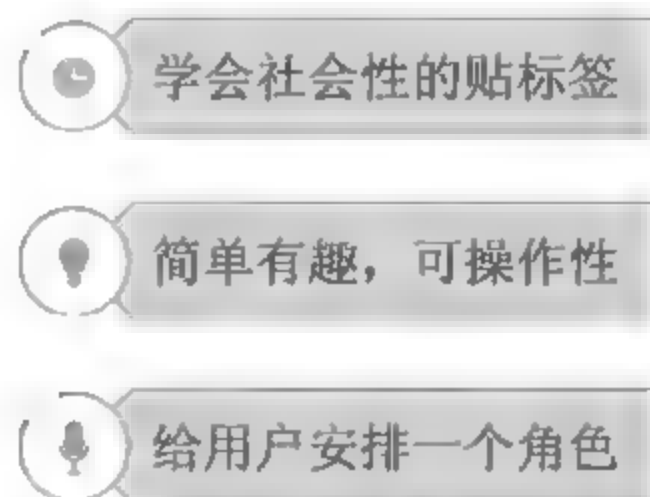 学会社会性的贴标签
简单有趣，可操作性
给用户安排一个角色